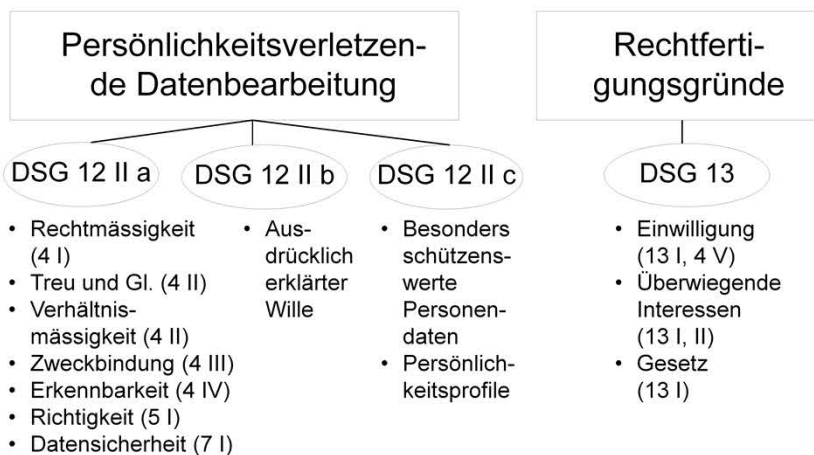 Persönlichkeitsverletzen-
de Datenbearbeitung
Rechtferti-
gungsgründe
DSG 12 II a
• Rechtmässigkeit
(4 I)
• Treu und Gl. (4 II)
• Verhältnis-
mässigkeit (4 II)
• Zweckbindung (4 III)
• Erkennbarkeit (4 IV)
• Richtigkeit (5 I)
• Datensicherheit (7 I)
DSG 12 II b
• Aus-
drücklich
erklärter
Wille
DSG 12 II c
• Besonders
schützens-
werte
Personen-
daten
• Persönlich-
keitsprofile
DSG 13
• Einwilligung
(13 I, 4 V)
• Überwiegende
Interessen
(13 I, II)
• Gesetz
(13 I)